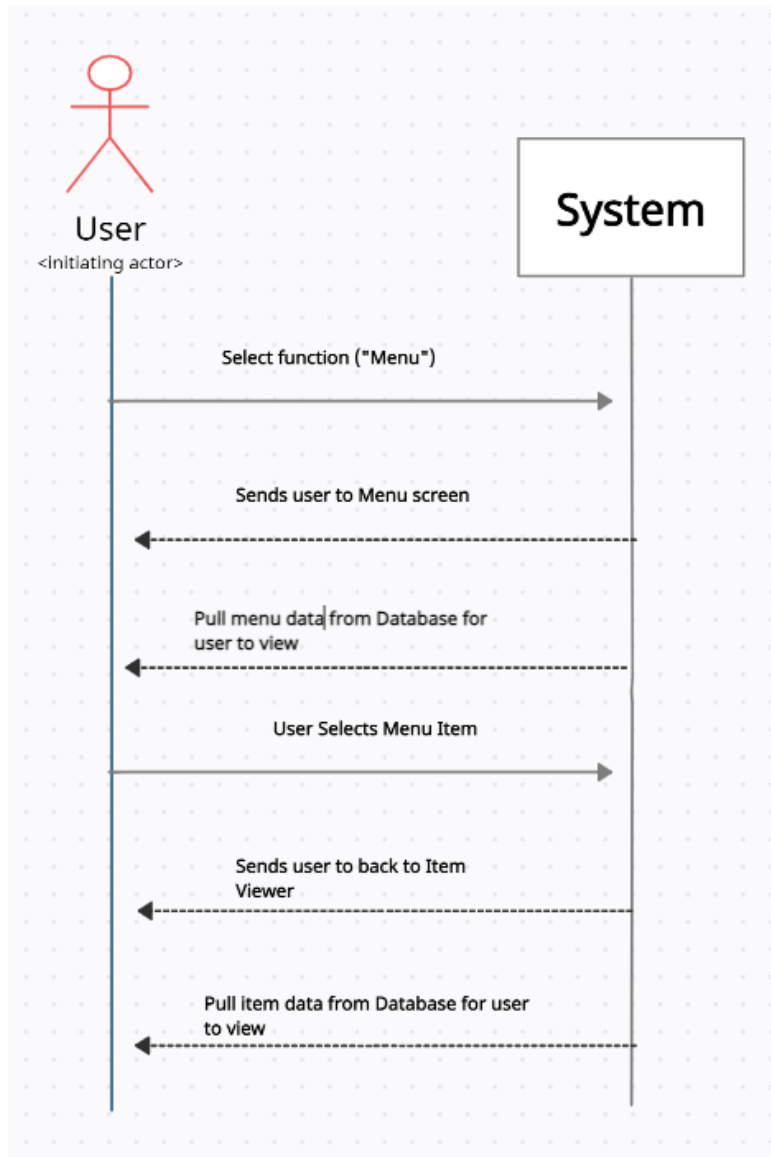 User
<initiating actor>
System
Select function ("Menu")
Sends user to Menu screen
Pull menu data from Database for
user to view
User Selects Menu Item
Sends user to back to Item
Viewer
Pull item data from Database for user
to view